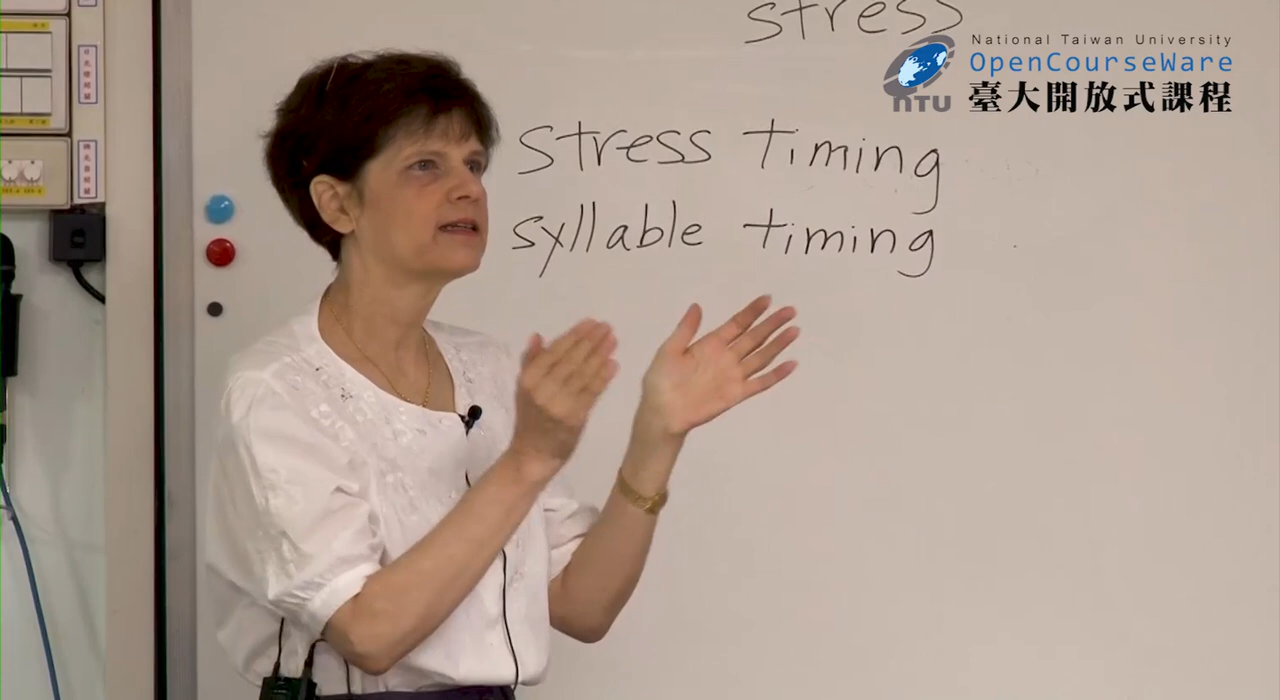 stress
National Taiwan University
OpenCourseWare
NTU
臺大開放式課程
stress timing
syllable timing